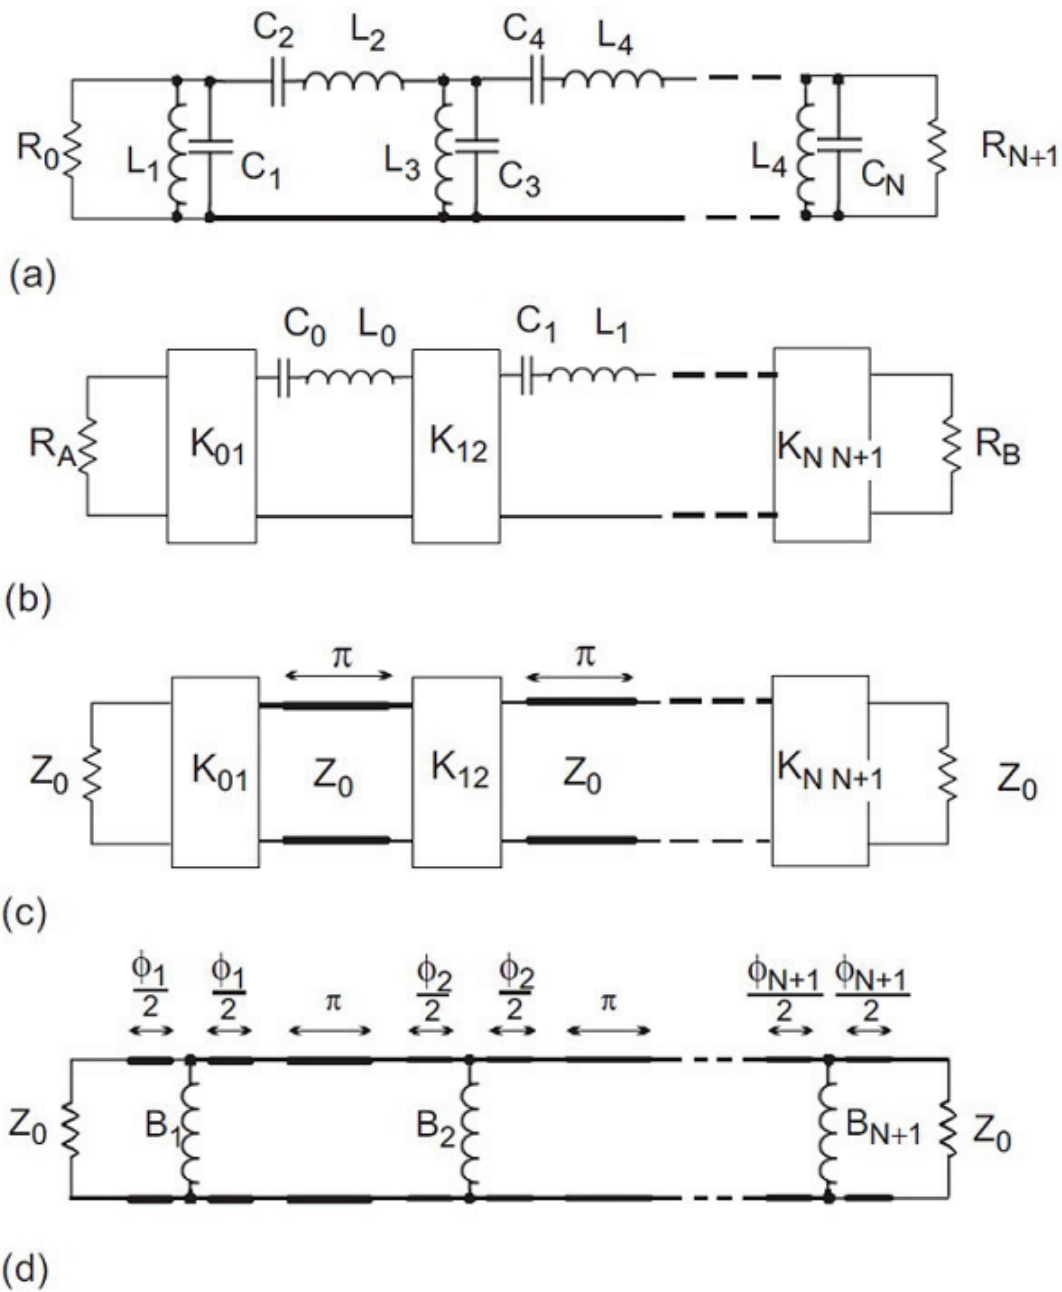 C2 L2 C4 L4
R0 L1 C1 L3 C3 L4 CN RN+1
(a)
C0 L0 C1 L1
RA K01 K12 KN N+1 RB
(b)
π π
Z0 K01 Z0 K12 Z0 KN N+1 Z0
(c)
ϕ1/2 ϕ1/2 π ϕ2/2 ϕ2/2 π ϕN+1/2 ϕN+1/2
Z0 B1 B2 BN+1 Z0
(d)